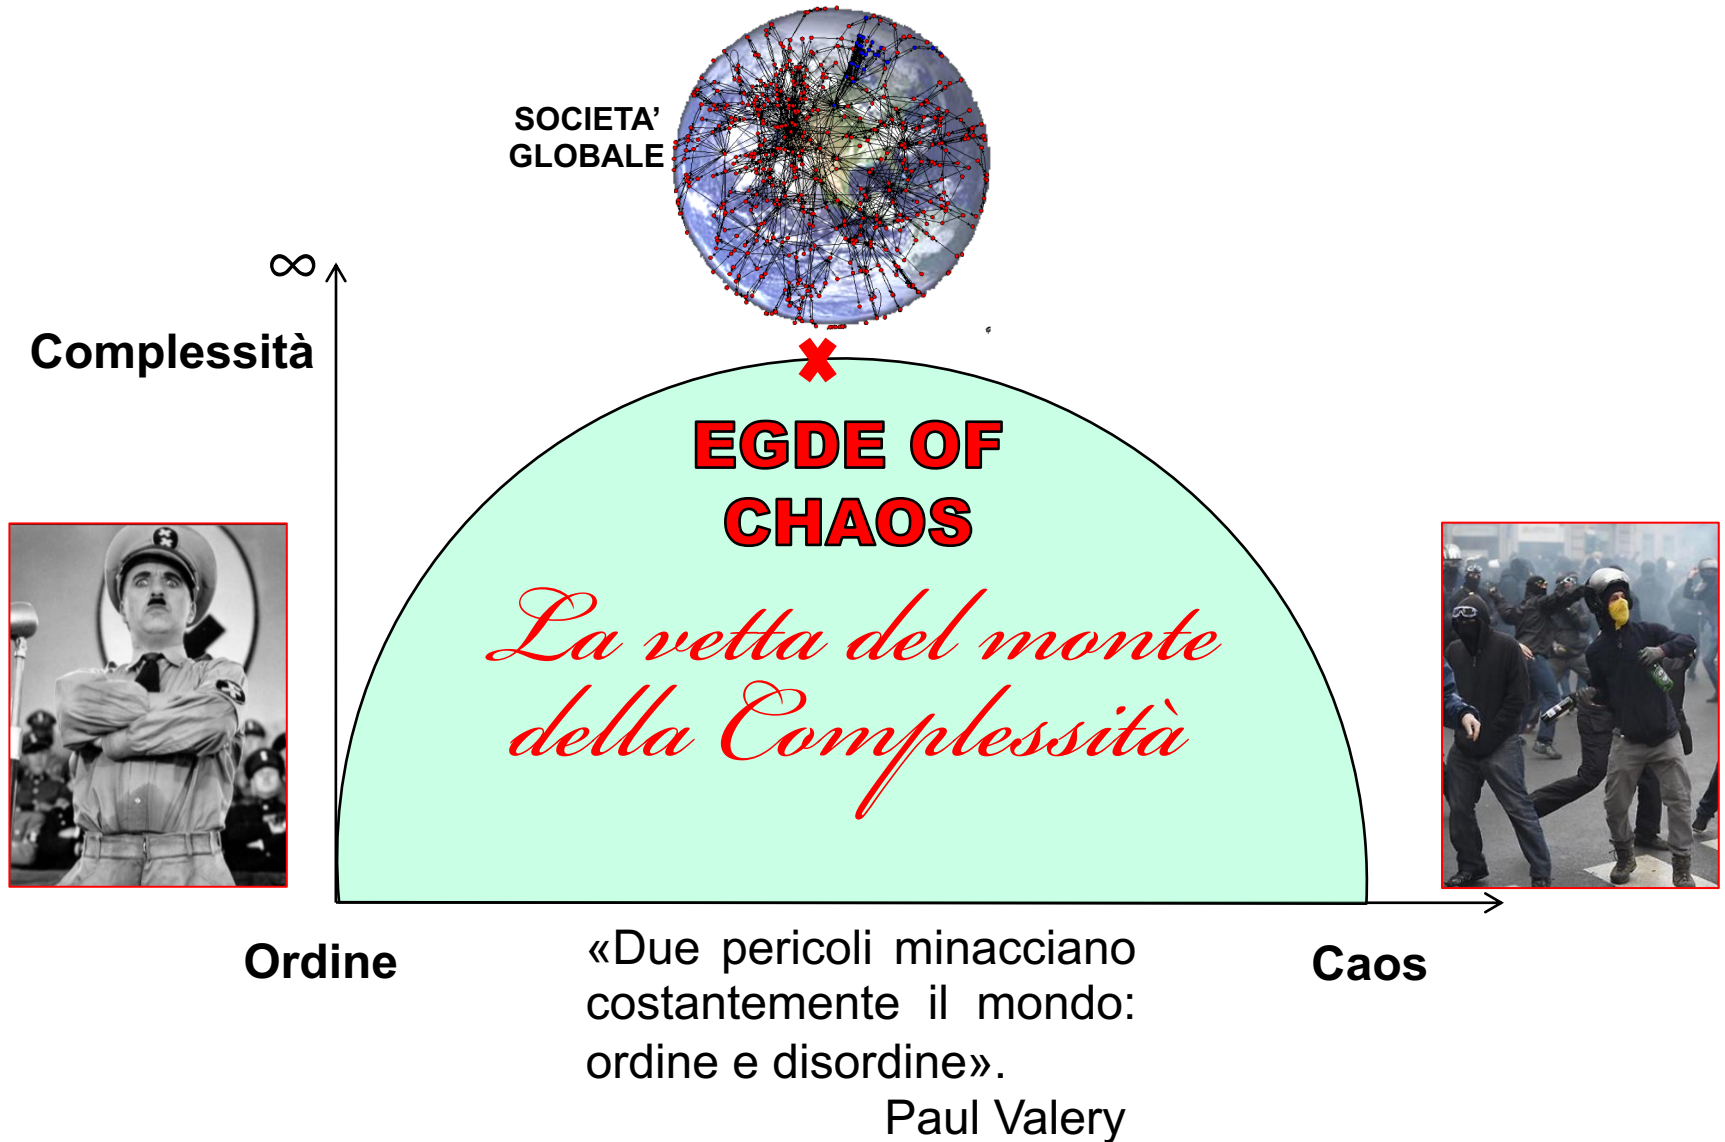 SOCIETA’
GLOBALE
∞
Complessità
EGDE OF
CHAOS
La vetta del monte
della Complessità
Ordine
Caos
«Due pericoli minacciano
costantemente il mondo:
ordine e disordine».
Paul Valery